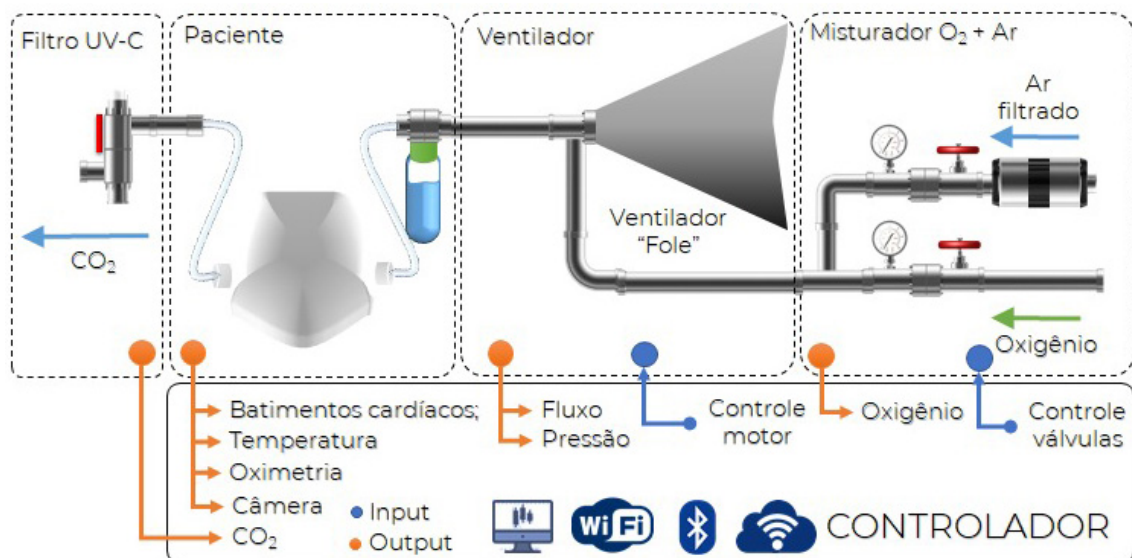 Filtro UV-C
Paciente
Ventilador
Misturador O₂ + Ar
Ar
filtrado
Ventilador
"Fole"
CO₂
Oxigênio
Batimentos cardíacos;
Temperatura
Oximetria
Câmera
CO₂
Fluxo
Pressão
Controle
motor
Oxigênio
Controle
válvulas
Input
Output
WiFi
CONTROLADOR